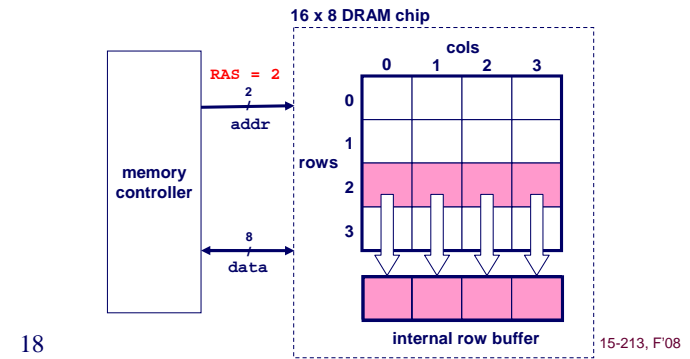 16 x 8 DRAM chip
cols
0 1 2 3
RAS = 2
2
addr
0
1
rows
2
3
memory
controller
8
data
internal row buffer
18
15-213, F'08